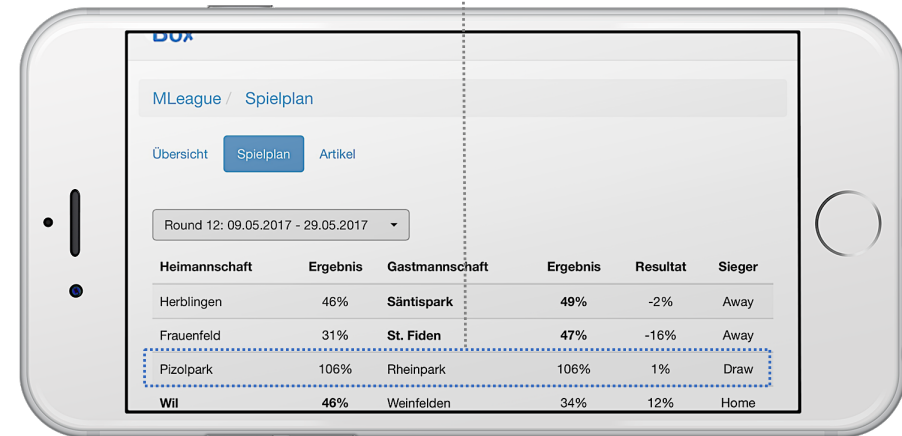 Box
MLeague / Spielplan
Übersicht Spielplan Artikel
Round 12: 09.05.2017 - 29.05.2017
Heimannschaft Ergebnis Gastmannschaft Ergebnis Resultat Sieger
Herblingen 46% Säntispark 49% -2% Away
Frauenfeld 31% St. Fiden 47% -16% Away
Pizolpark 106% Rheinpark 106% 1% Draw
Wil 46% Weinfelden 34% 12% Home